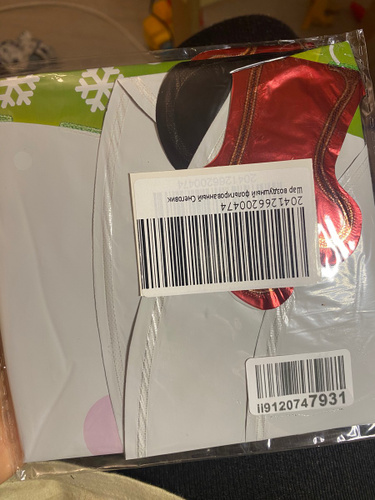 Шар воздушный фольгированный Снеговик
2041266200474
ii9120747931